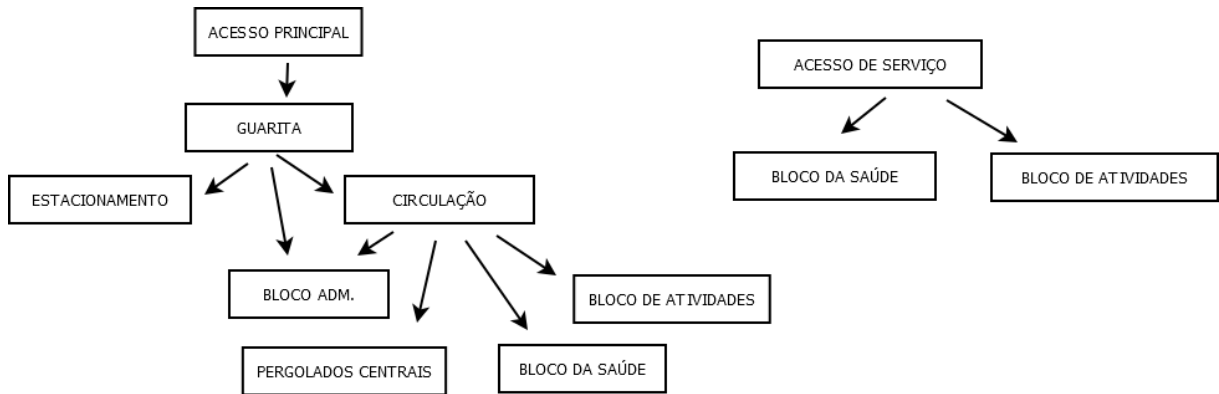 ACESSO PRINCIPAL
GUARITA
ESTACIONAMENTO
CIRCULAÇÃO
BLOCO ADM.
BLOCO DE ATIVIDADES
PERGOLADOS CENTRAIS
BLOCO DA SAÚDE
ACESSO DE SERVIÇO
BLOCO DA SAÚDE
BLOCO DE ATIVIDADES